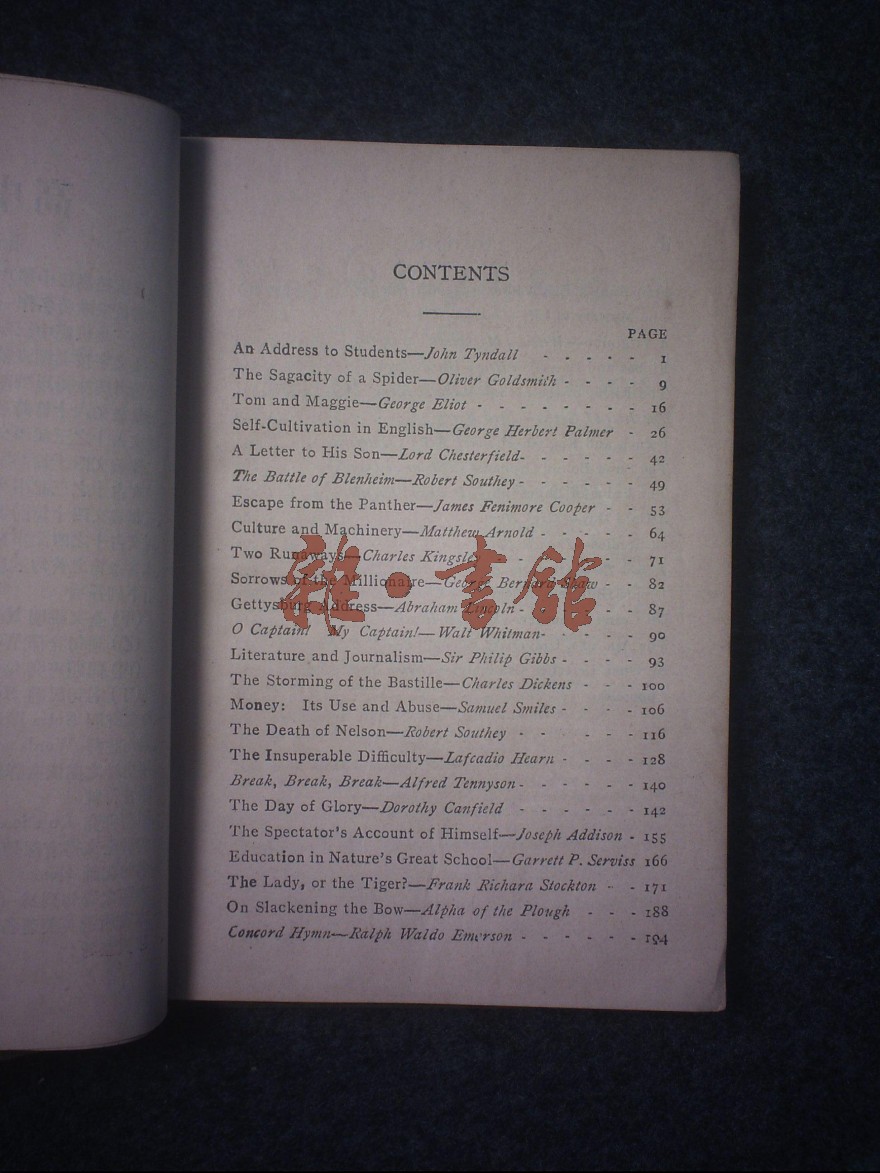 CONTENTS
PAGE
An Address to Students—John Tyndall - - - - - 1
The Sagacity of a Spider—Oliver Goldsmith - - - - 9
Tom and Maggie—George Eliot - - - - - - - - 16
Self-Cultivation in English—George Herbert Palmer - 26
A Letter to His Son—Lord Chesterfield- - - - - - 42
The Battle of Blenheim—Robert Southey - - - - - - 49
Escape from the Panther—James Fenimore Cooper - - 53
Culture and Machinery—Matthew Arnold - - - - - 64
Two Runaways—Charles Kingsley - - - - - 71
Sorrows of the Millionaire—George Bernard Shaw - - 82
Gettysburg Address—Abraham Lincoln - - - - - 87
O Captain! My Captain!—Walt Whitman- - - - - 90
Literature and Journalism—Sir Philip Gibbs - - - - 93
The Storming of the Bastille—Charles Dickens - - - 100
Money: Its Use and Abuse—Samuel Smiles - - - - 106
The Death of Nelson—Robert Southey - - - - - 116
The Insuperable Difficulty—Lafcadio Hearn - - - - 128
Break, Break, Break—Alfred Tennyson - - - - - - 140
The Day of Glory—Dorothy Canfield - - - - - - 142
The Spectator's Account of Himself—Joseph Addison - 155
Education in Nature's Great School—Garrett P. Serviss 166
The Lady, or the Tiger?—Frank Richara Stockton - - 171
On Slackening the Bow—Alpha of the Plough - - - 188
Concord Hymn—Ralph Waldo Emerson - - - - - - 194
雜·書館